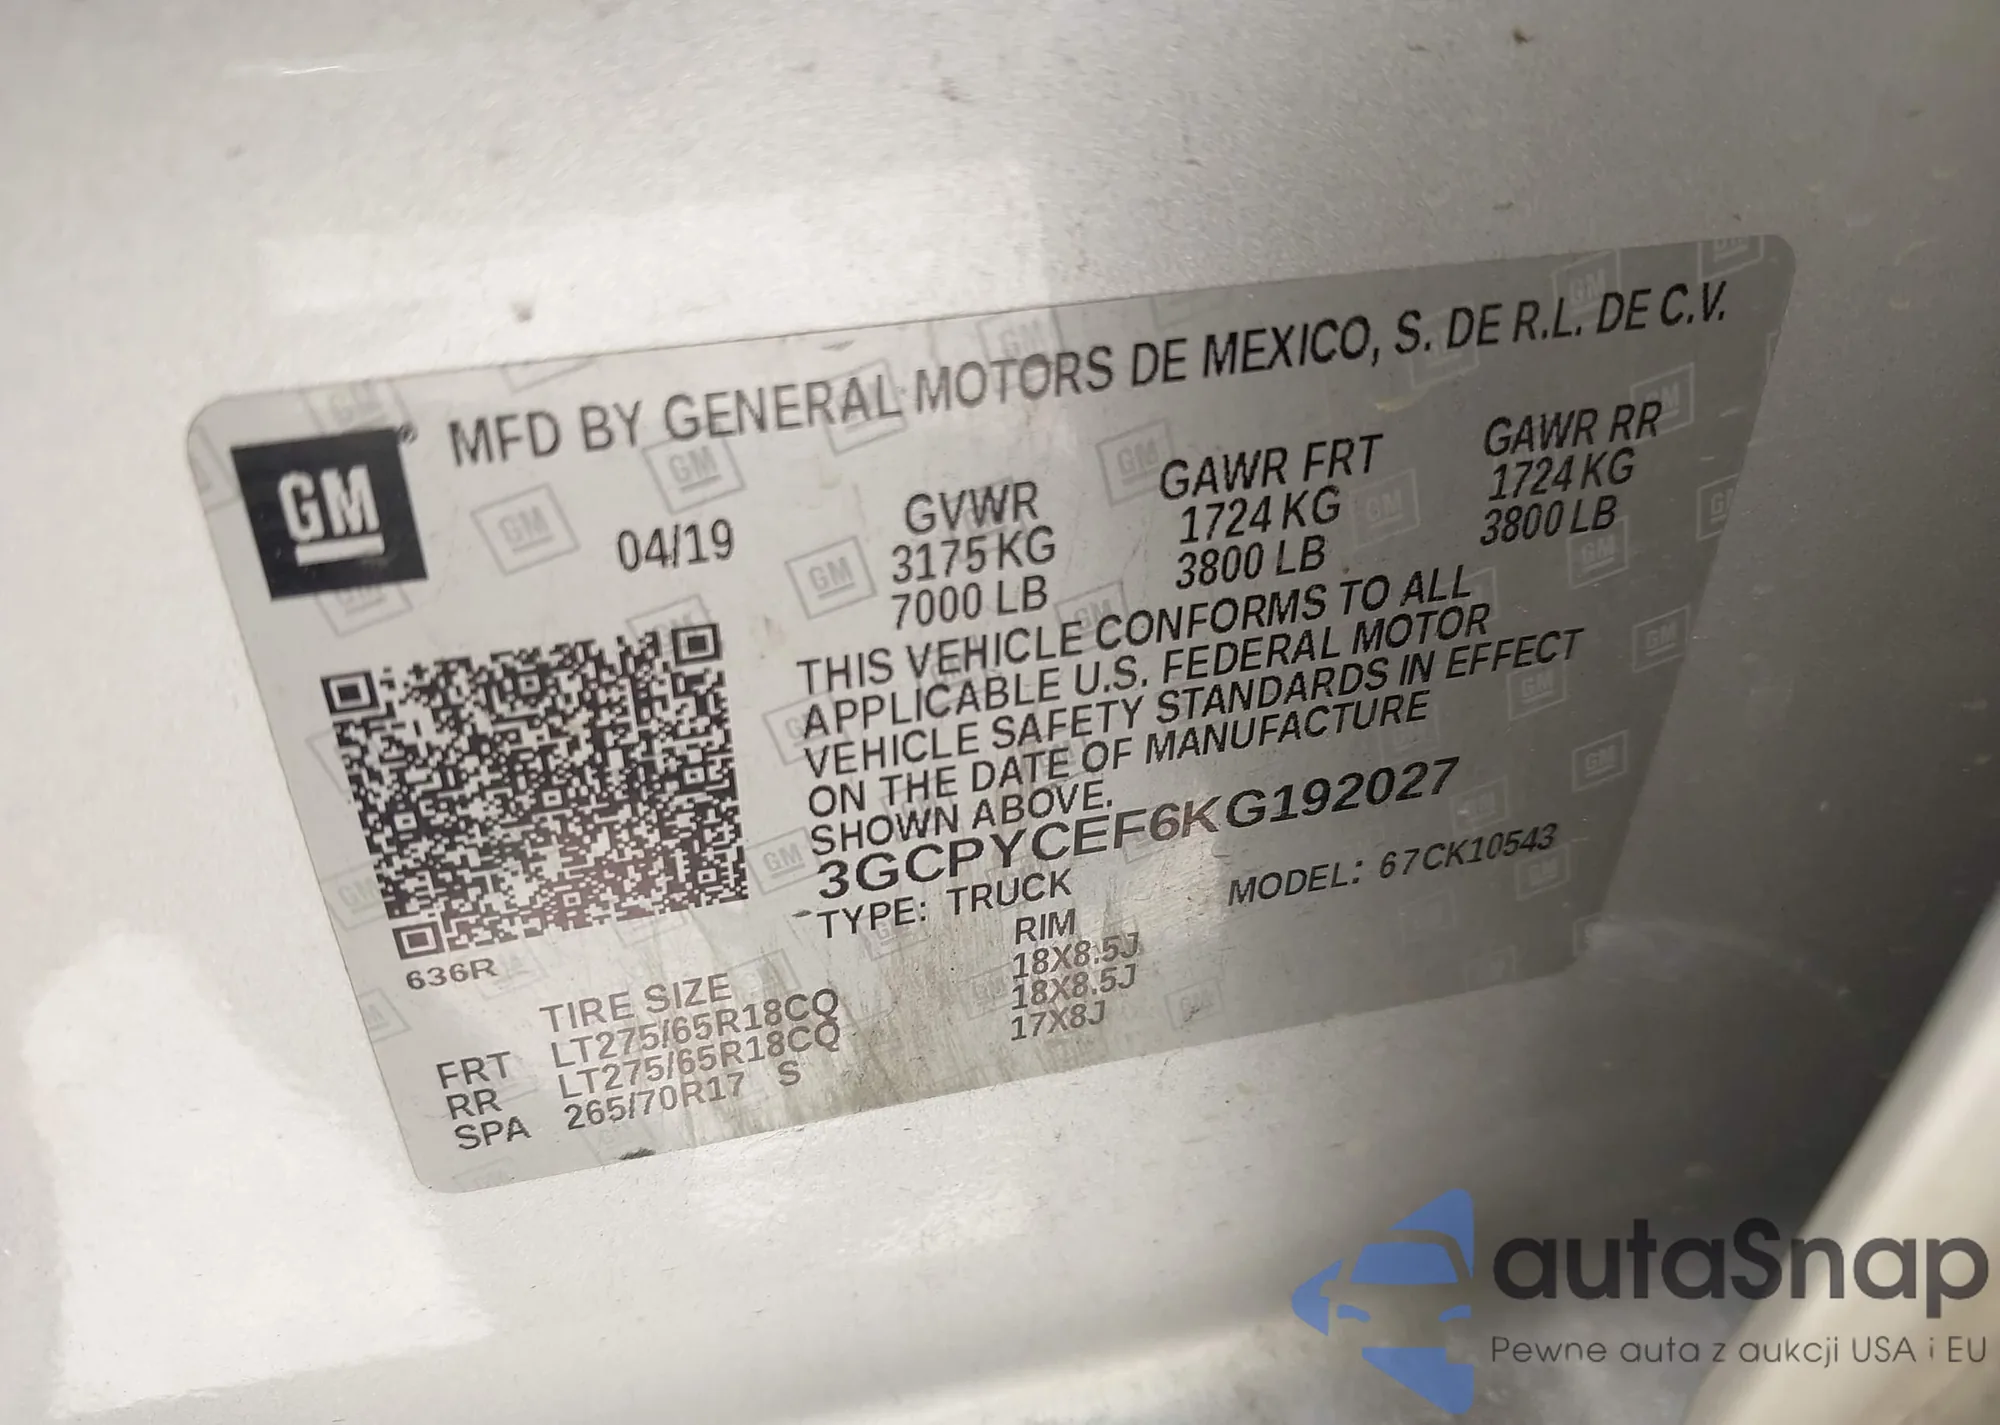 GM® MFD BY GENERAL MOTORS DE MEXICO, S. DE R.L. DE C.V.
04/19 GVWR GAWR FRT GAWR RR
3175 KG 1724 KG 1724 KG
7000 LB 3800 LB 3800 LB
THIS VEHICLE CONFORMS TO ALL
APPLICABLE U.S. FEDERAL MOTOR
VEHICLE SAFETY STANDARDS IN EFFECT
ON THE DATE OF MANUFACTURE
SHOWN ABOVE.
3GCPYCEF6KG192027
TYPE: TRUCK MODEL: 67CK10543
636R
TIRE SIZE RIM
FRT LT275/65R18CQ 18X8.5J
RR LT275/65R18CQ 18X8.5J
SPA 265/70R17 S 17X8J
autaSnap
Pewne auta z aukcji USA i EU